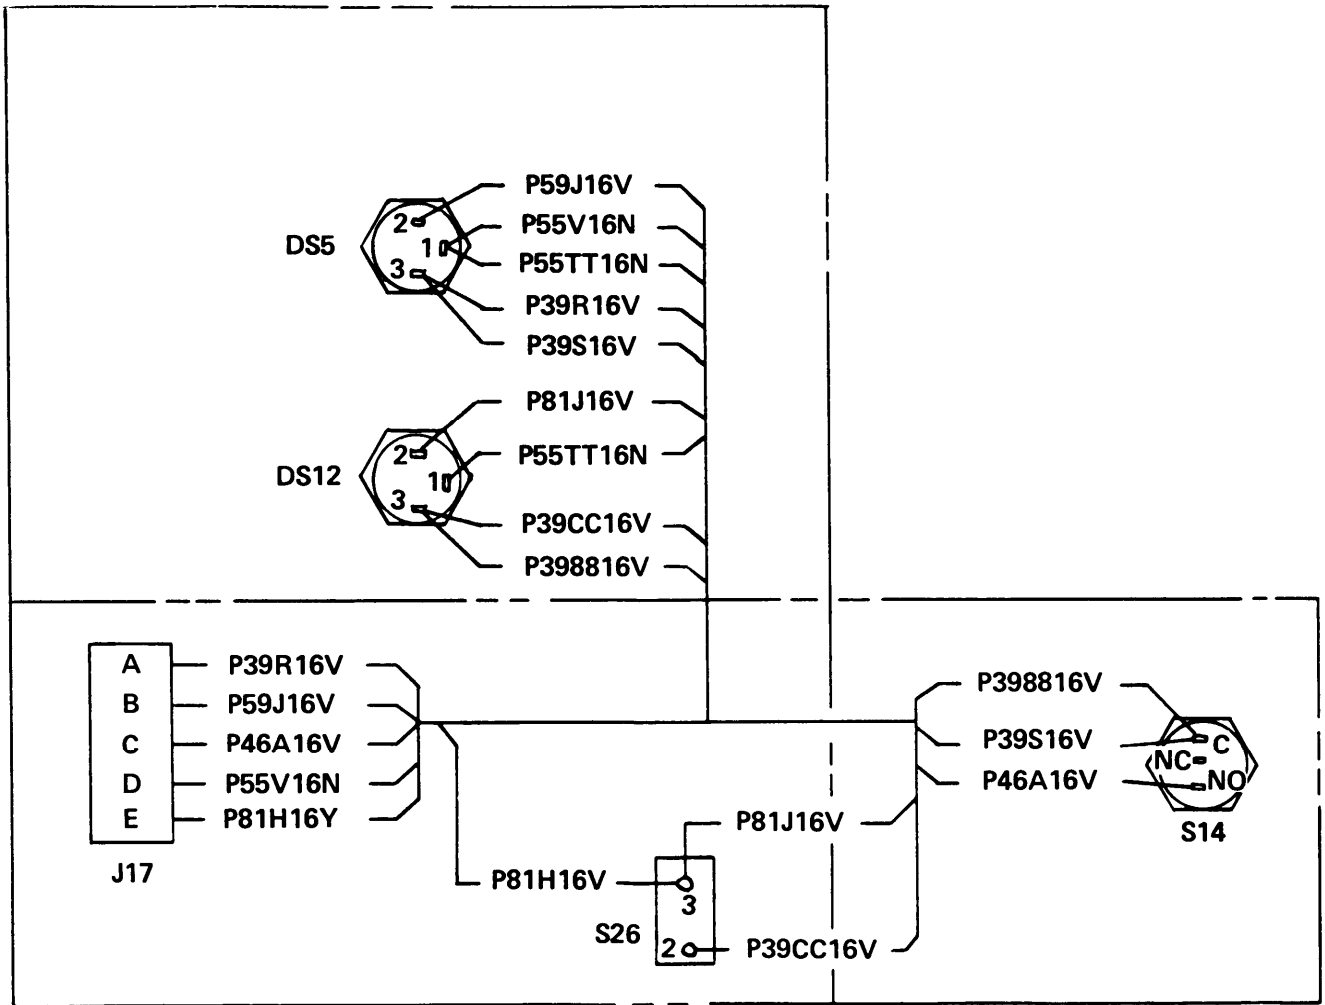 P59J16V
2
P55V16N
DS5
1
P55TT16N
3
P39R16V
P39S16V
P81J16V
2
P55TT16N
DS12
1
3
P39CC16V
P398816V
A
P39R16V
B
P59J16V
C
P46A16V
D
P55V16N
E
P81H16Y
J17
P398816V
P39S16V
C
NC
P46A16V
NO
S14
P81J16V
P81H16V
3
S26
2
P39CC16V